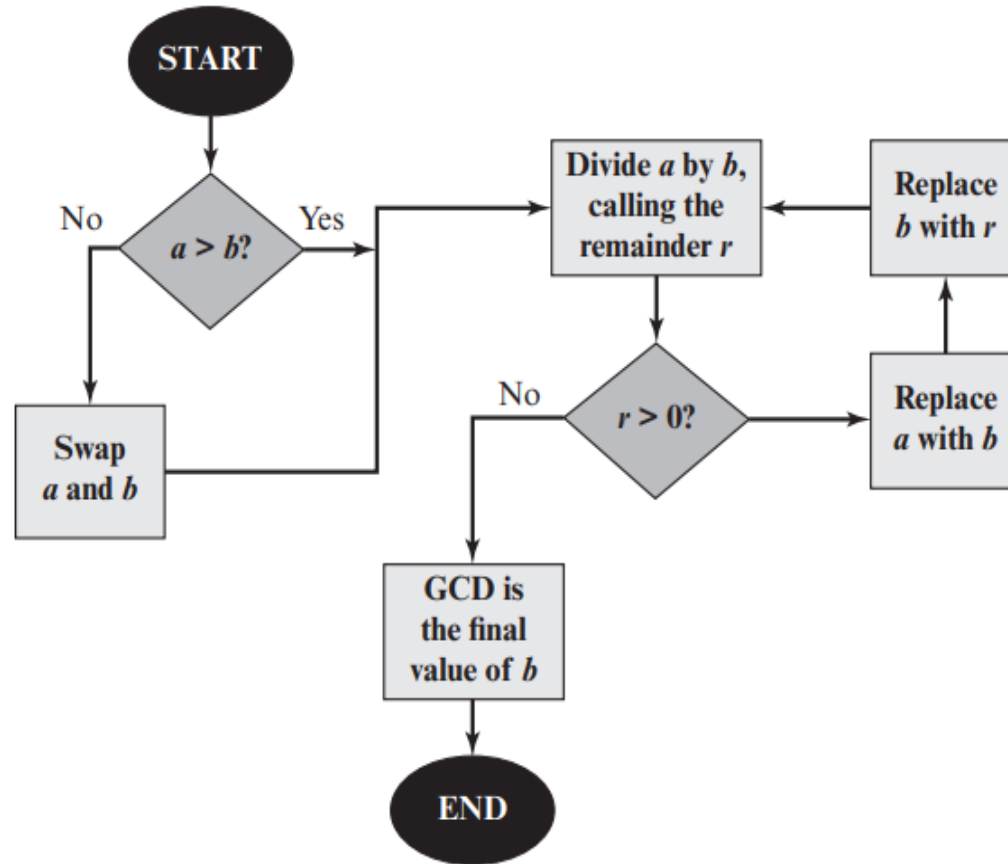 START
No
Yes
a > b?
Swap
a and b
Divide a by b,
calling the
remainder r
Replace
b with r
No
r > 0?
Replace
a with b
GCD is
the final
value of b
END